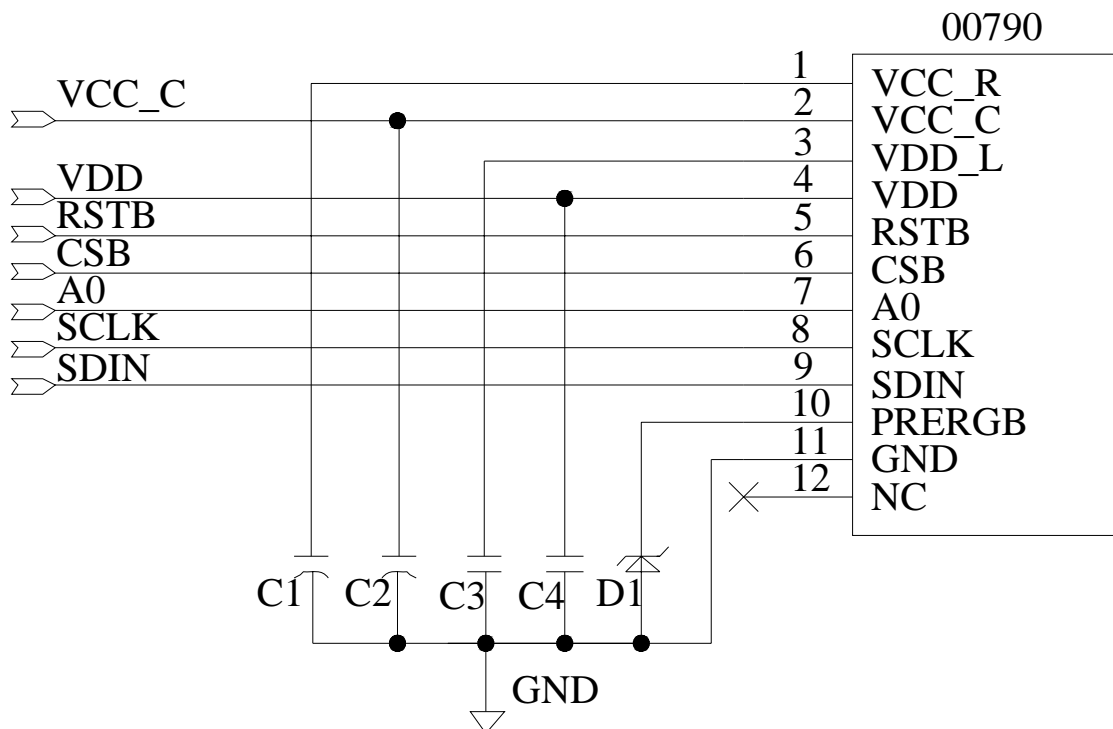 00790
VCC_C
VDD
RSTB
CSB
A0
SCLK
SDIN
1 VCC_R
2 VCC_C
3 VDD_L
4 VDD
5 RSTB
6 CSB
7 A0
8 SCLK
9 SDIN
10 PRERGB
11 GND
12 NC
C1 C2 C3 C4 D1
GND